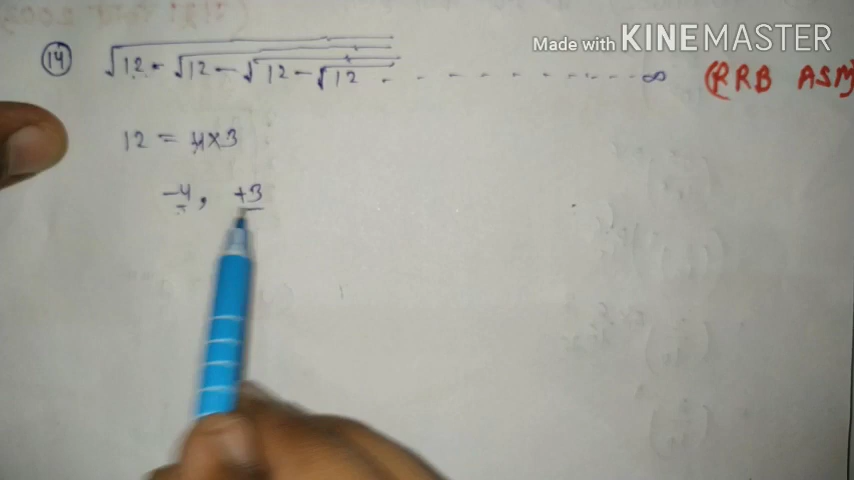 Made with KINEMASTER
(14) √12 - √12 - √12 - √12 - - - - - - - - ∞ (RRB ASM)
12 = 4×3
-4, +3